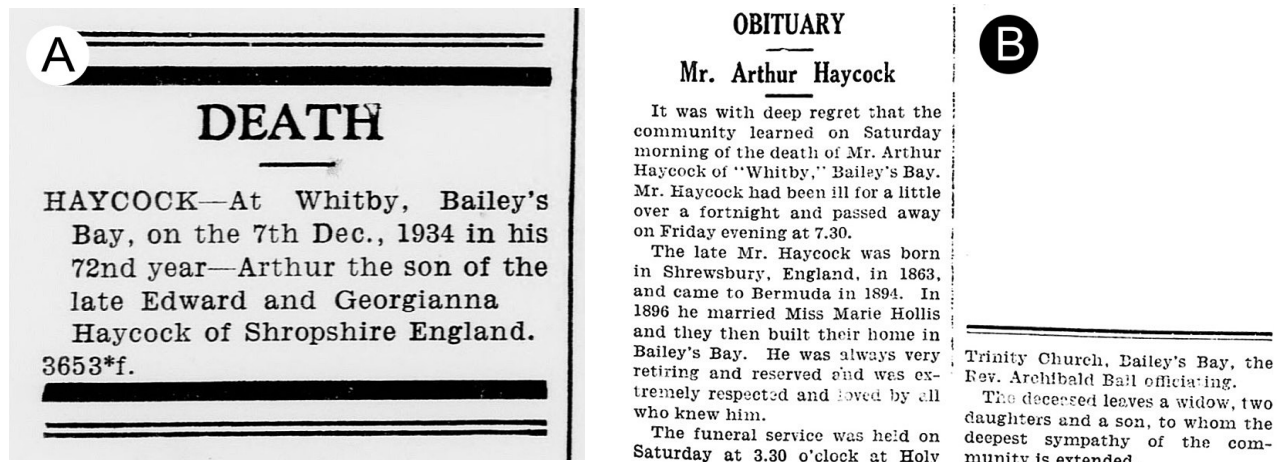 A
DEATH
HAYCOCK—At Whitby, Bailey's
Bay, on the 7th Dec., 1934 in his
72nd year—Arthur the son of the
late Edward and Georgianna
Haycock of Shropshire England.
3653*f.
OBITUARY
Mr. Arthur Haycock
It was with deep regret that the
community learned on Saturday
morning of the death of Mr. Arthur
Haycock of "Whitby," Bailey's Bay.
Mr. Haycock had been ill for a little
over a fortnight and passed away
on Friday evening at 7.30.
The late Mr. Haycock was born
in Shrewsbury, England, in 1863,
and came to Bermuda in 1894. In
1896 he married Miss Marie Hollis
and they then built their home in
Bailey's Bay. He was always very
retiring and reserved and was ex-
tremely respected and loved by all
who knew him.
The funeral service was held on
Saturday at 3.30 o'clock at Holy
B
Trinity Church, Bailey's Bay, the
Rev. Archibald Ball officiating.
The deceased leaves a widow, two
daughters and a son, to whom the
deepest sympathy of the com-
munity is extended